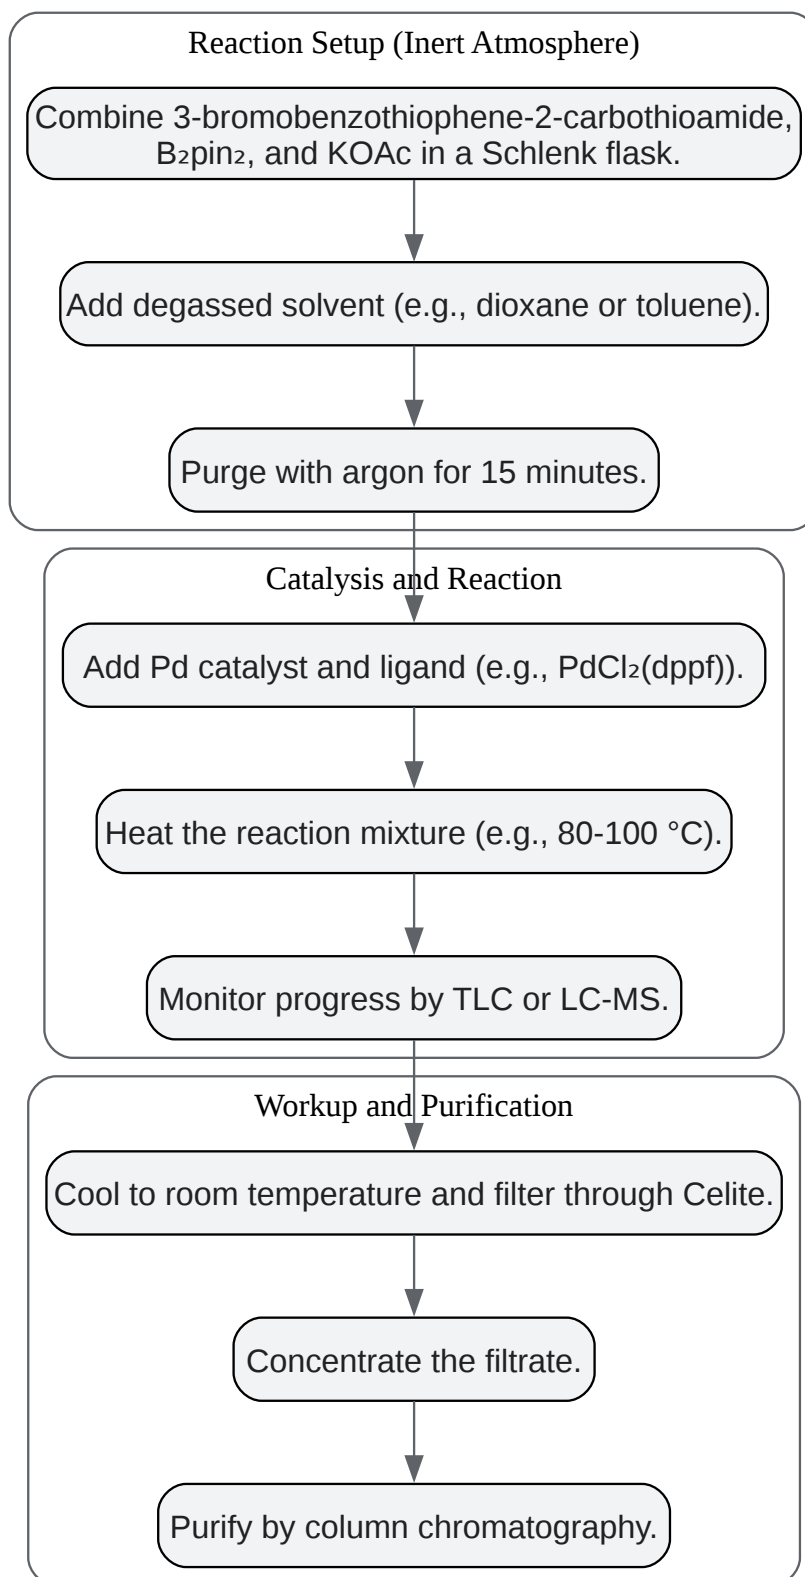 Reaction Setup (Inert Atmosphere)
Combine 3-bromobenzothiophene-2-carbothioamide,
B₂pin₂, and KOAc in a Schlenk flask.
Add degassed solvent (e.g., dioxane or toluene).
Purge with argon for 15 minutes.
Catalysis and Reaction
Add Pd catalyst and ligand (e.g., PdCl₂(dppf)).
Heat the reaction mixture (e.g., 80-100 °C).
Monitor progress by TLC or LC-MS.
Workup and Purification
Cool to room temperature and filter through Celite.
Concentrate the filtrate.
Purify by column chromatography.